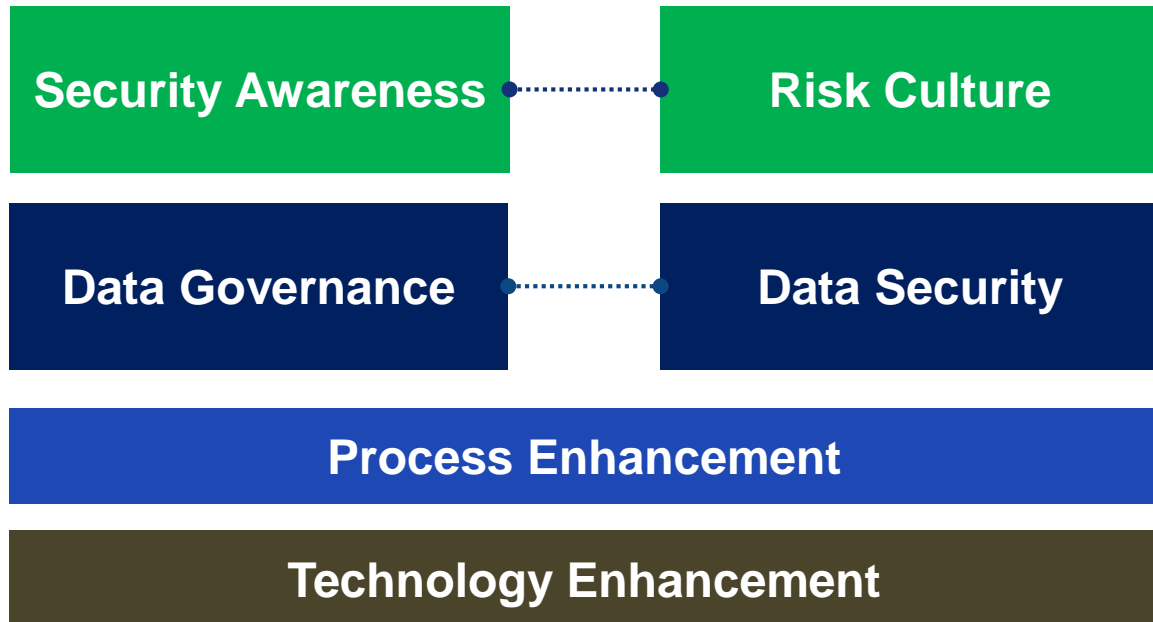 Security Awareness
Risk Culture
Data Governance
Data Security
Process Enhancement
Technology Enhancement